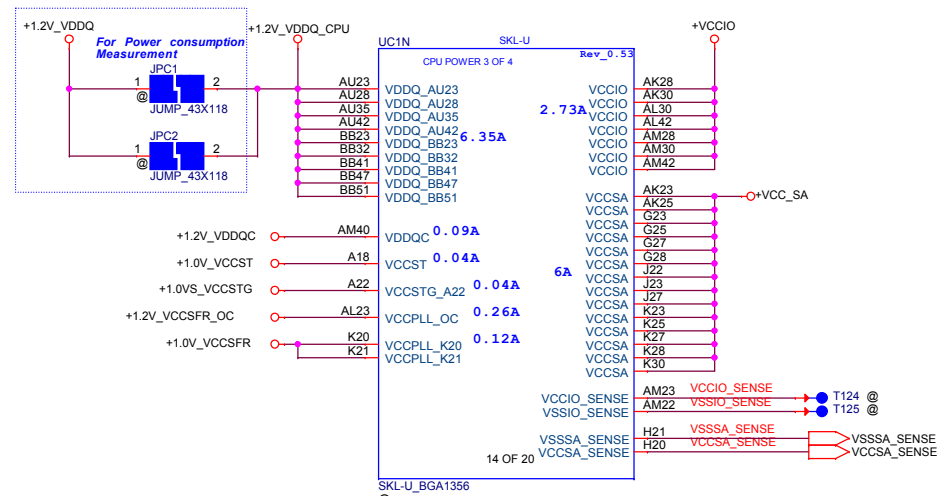 +1.2V_VDDQ
For Power consumption
Measurement
JPC1
1 2
@
JUMP_43X118
JPC2
1 2
@
JUMP_43X118
+1.2V_VDDQ_CPU
UC1N
SKL-U
Rev_0.53
CPU POWER 3 OF 4
+VCCIO
AU23 VDDQ_AU23
AU28 VDDQ_AU28
AU35 VDDQ_AU35
AU42 VDDQ_AU42
BB23 VDDQ_BB23
BB32 VDDQ_BB32
BB41 VDDQ_BB41
BB47 VDDQ_BB47
BB51 VDDQ_BB51
6.35A
+1.2V_VDDQC AM40 VDDQC 0.09A
+1.0V_VCCST A18 VCCST 0.04A
+1.0VS_VCCSTG A22 VCCSTG_A22 0.04A
+1.2V_VCCSFR_OC AL23 VCCPLL_OC 0.26A
+1.0V_VCCSFR K20 VCCPLL_K20 0.12A
K21 VCCPLL_K21
2.73A
VCCIO AK28
VCCIO AK30
VCCIO AL30
VCCIO AL42
VCCIO AM28
VCCIO AM30
VCCIO AM42
VCCSA AK23 +VCC_SA
VCCSA AK25
VCCSA G23
VCCSA G25
VCCSA G27
VCCSA G28
VCCSA J22
VCCSA J23
VCCSA J27
VCCSA K23
VCCSA K25
VCCSA K27
VCCSA K28
VCCSA K30
6A
VCCIO_SENSE AM23 VCCIO_SENSE T124 @
VSSIO_SENSE AM22 VSSIO_SENSE T125 @
VSSSA_SENSE H21 VSSSA_SENSE VSSSA_SENSE
VCCSA_SENSE H20 VCCSA_SENSE VCCSA_SENSE
14 OF 20
SKL-U_BGA1356